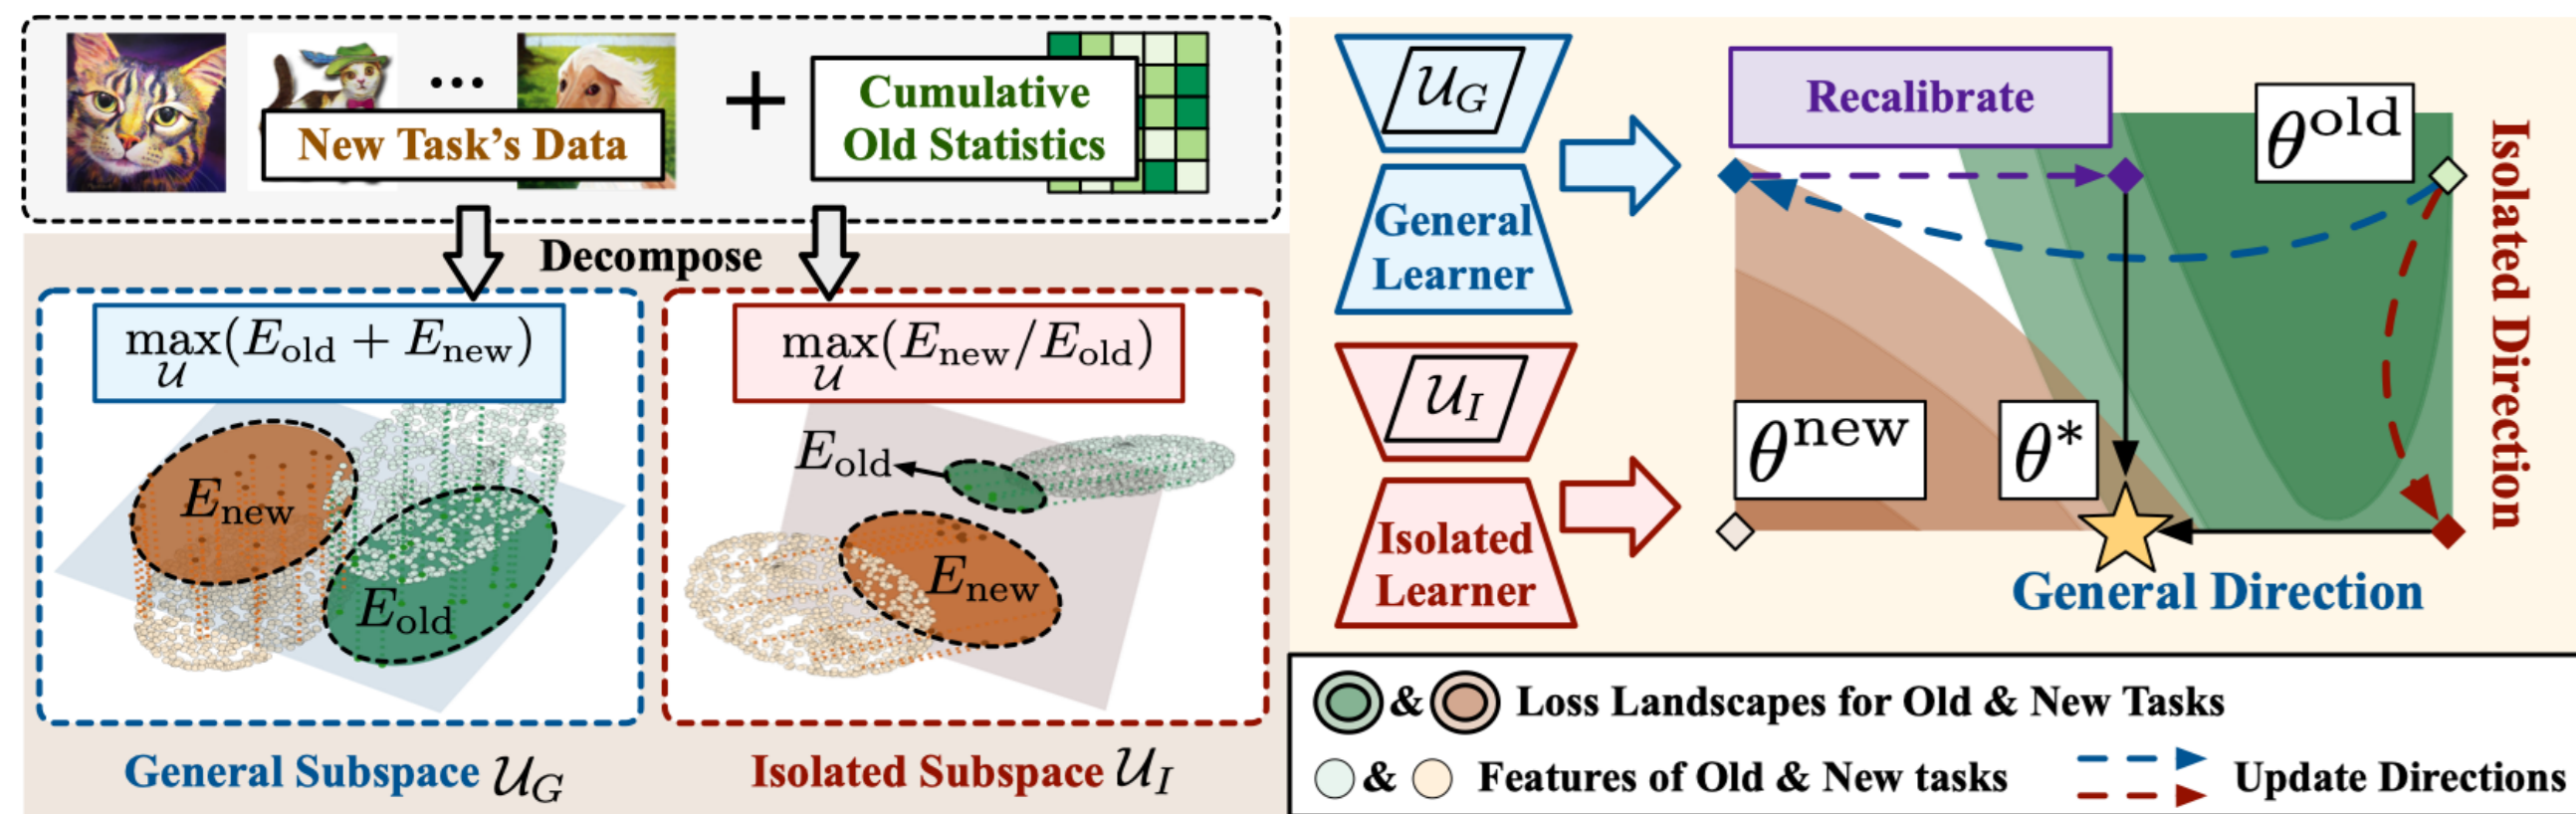 ...
New Task's Data
+
Cumulative
Old Statistics
Decompose
max(E_old + E_new)
𝒰
max(E_new/E_old)
𝒰
E_new
E_old
E_old
E_new
General Subspace 𝒰_G
Isolated Subspace 𝒰_I
𝒰_G
General
Learner
𝒰_I
Isolated
Learner
Recalibrate
θ^old
Isolated Direction
θ^new
θ*
General Direction
& Loss Landscapes for Old & New Tasks
& Features of Old & New tasks
Update Directions